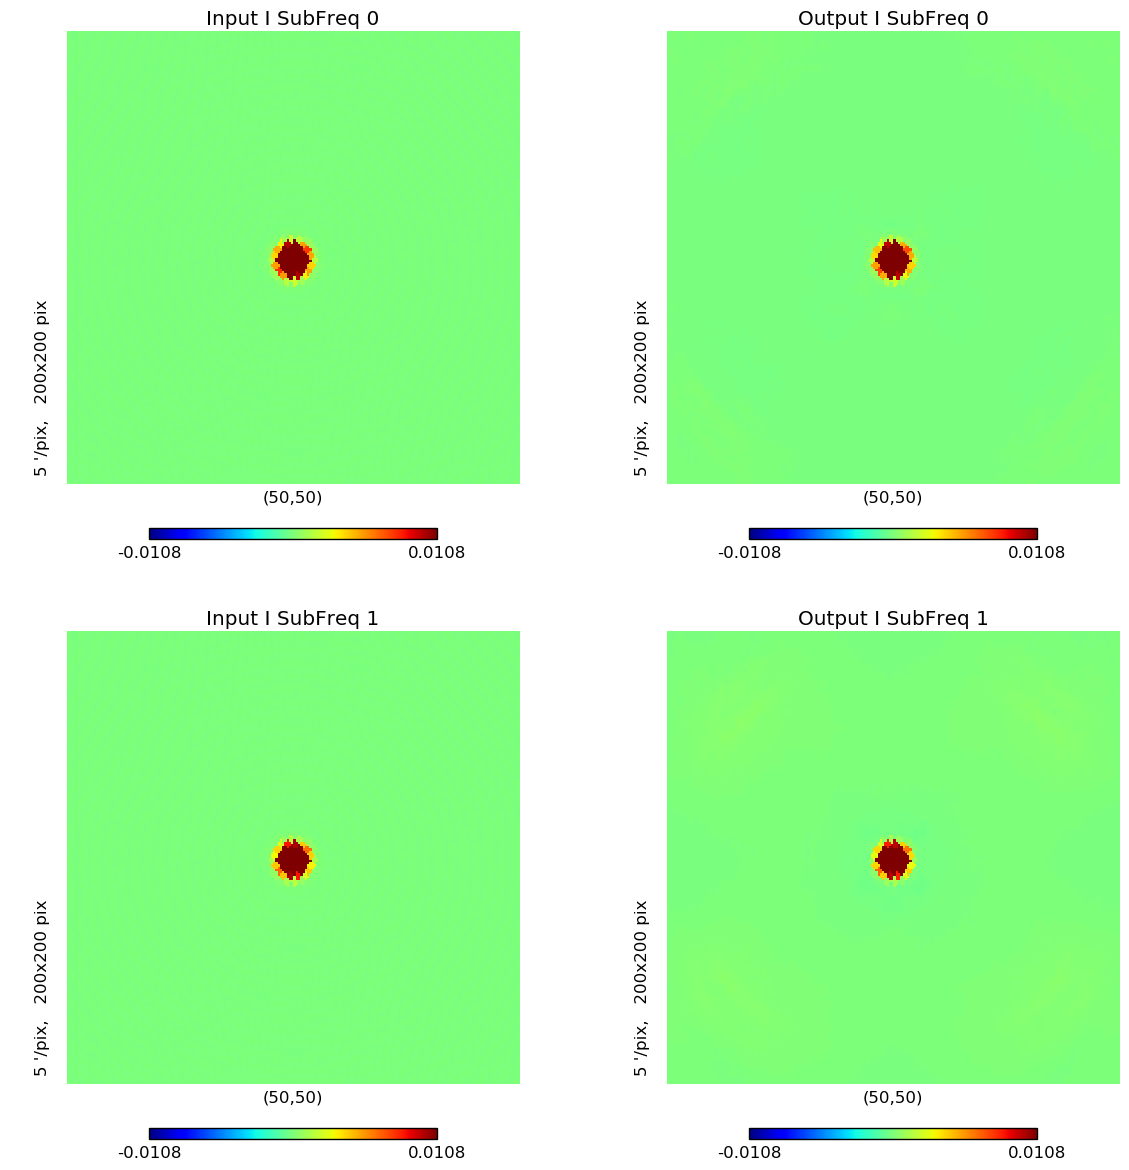 Input I SubFreq 0
Output I SubFreq 0
5 '/pix,   200x200 pix
5 '/pix,   200x200 pix
(50,50)
(50,50)
-0.0108
0.0108
-0.0108
0.0108
Input I SubFreq 1
Output I SubFreq 1
5 '/pix,   200x200 pix
5 '/pix,   200x200 pix
(50,50)
(50,50)
-0.0108
0.0108
-0.0108
0.0108